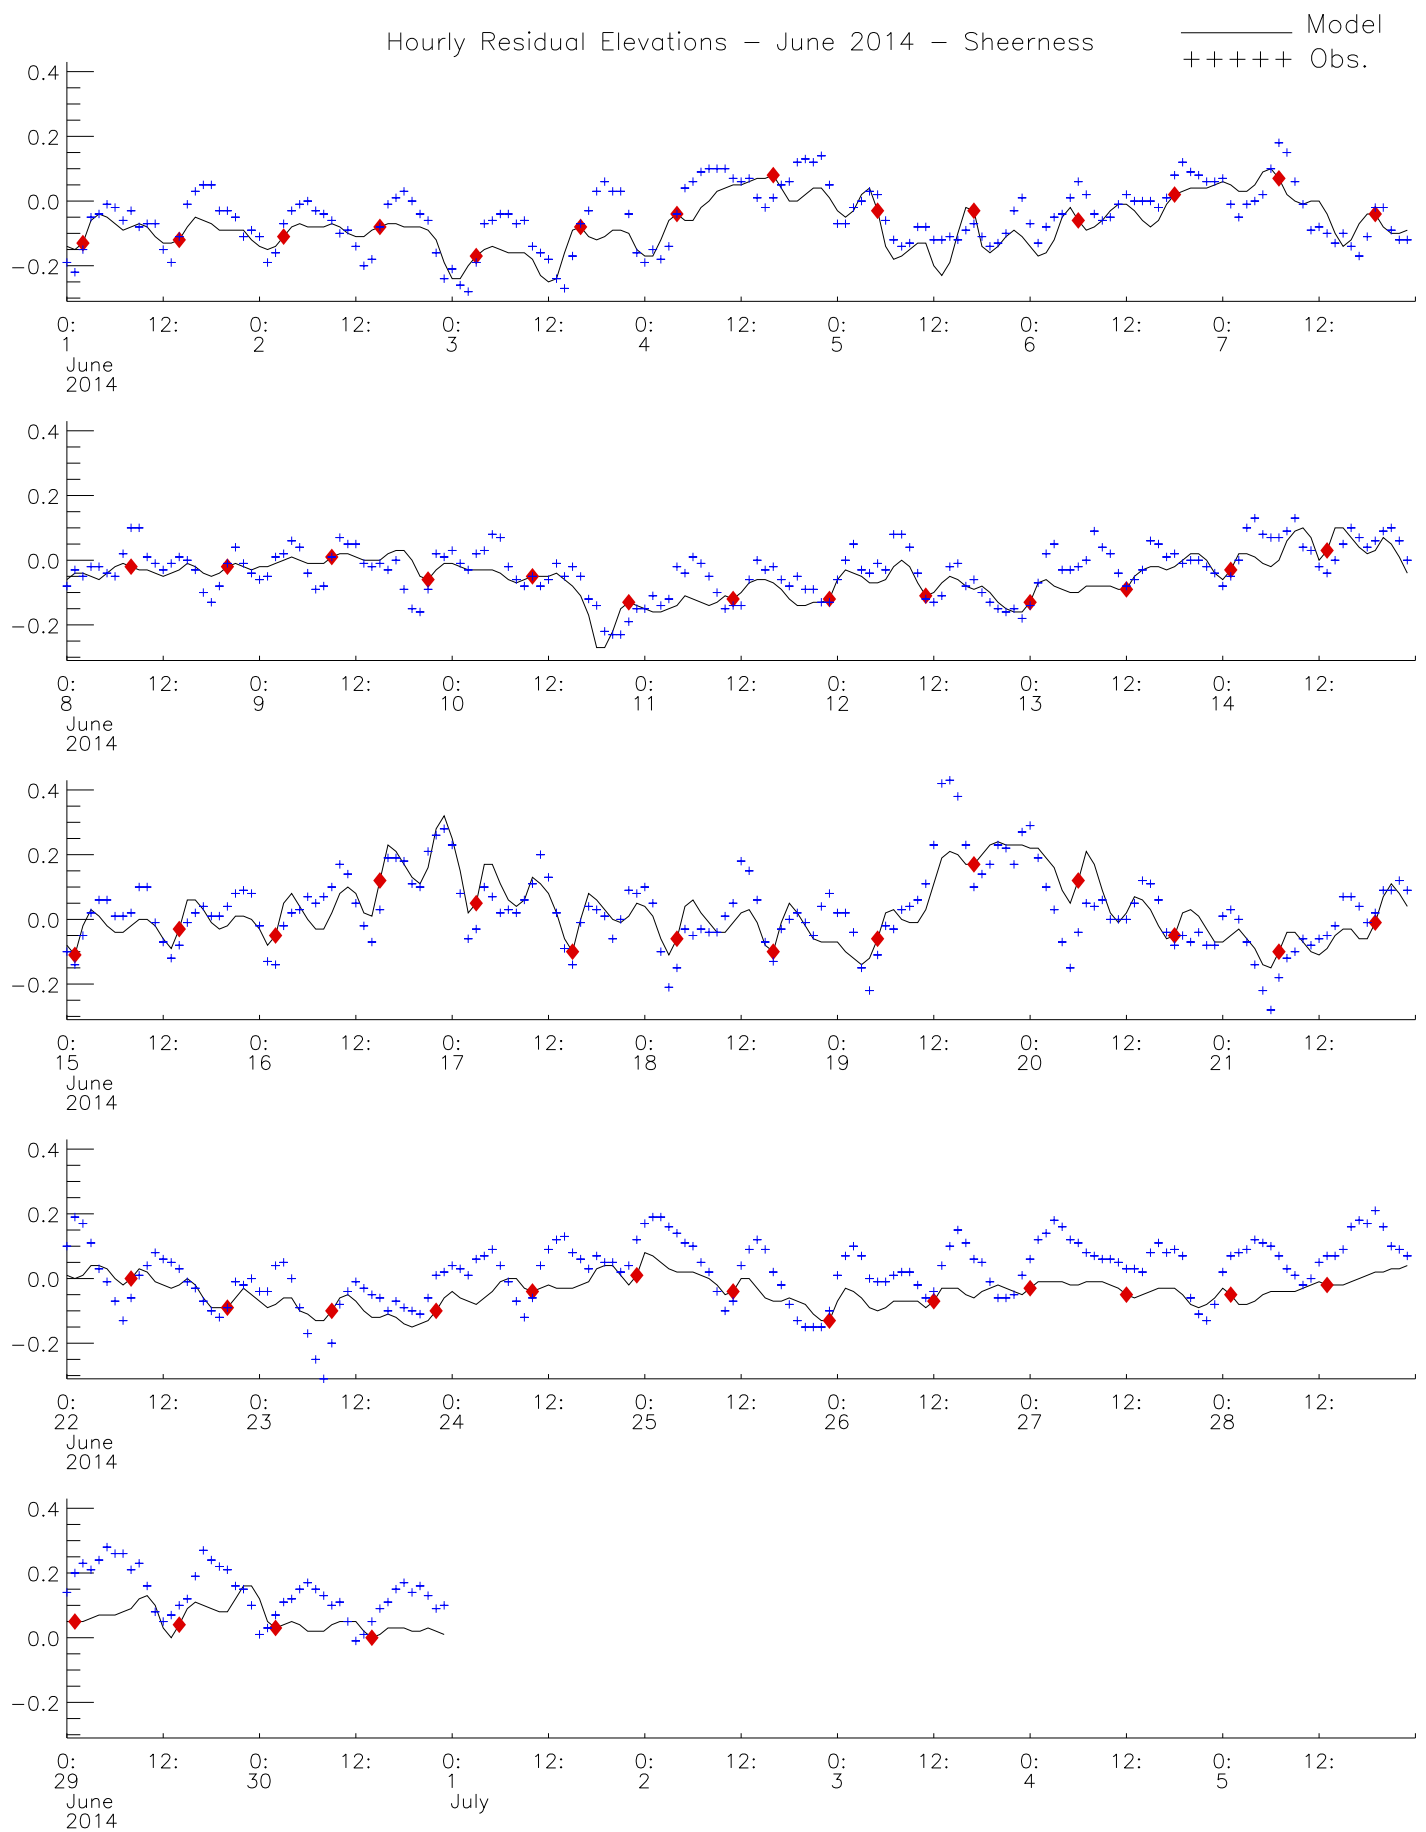 Hourly Residual Elevations − June 2014 − Sheerness
Model
+++++ Obs.
0.4
0.2
0.0
−0.2
0: 12: 0: 12: 0: 12: 0: 12: 0: 12: 0: 12: 0: 12:
1 2 3 4 5 6 7
June
2014
0.4
0.2
0.0
−0.2
0: 12: 0: 12: 0: 12: 0: 12: 0: 12: 0: 12: 0: 12:
8 9 10 11 12 13 14
June
2014
0.4
0.2
0.0
−0.2
0: 12: 0: 12: 0: 12: 0: 12: 0: 12: 0: 12: 0: 12:
15 16 17 18 19 20 21
June
2014
0.4
0.2
0.0
−0.2
0: 12: 0: 12: 0: 12: 0: 12: 0: 12: 0: 12: 0: 12:
22 23 24 25 26 27 28
June
2014
0.4
0.2
0.0
−0.2
0: 12: 0: 12: 0: 12: 0: 12: 0: 12: 0: 12: 0: 12:
29 30 1 2 3 4 5
June July
2014